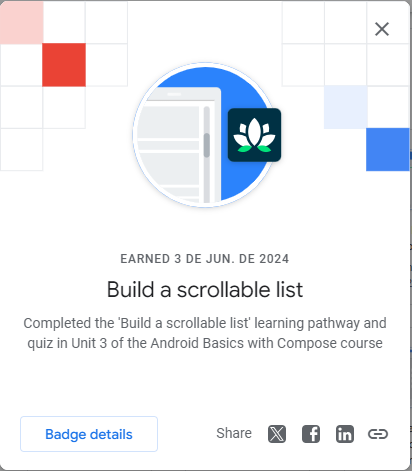 EARNED 3 DE JUN. DE 2024
Build a scrollable list
Completed the 'Build a scrollable list' learning pathway and
quiz in Unit 3 of the Android Basics with Compose course
Badge details
Share